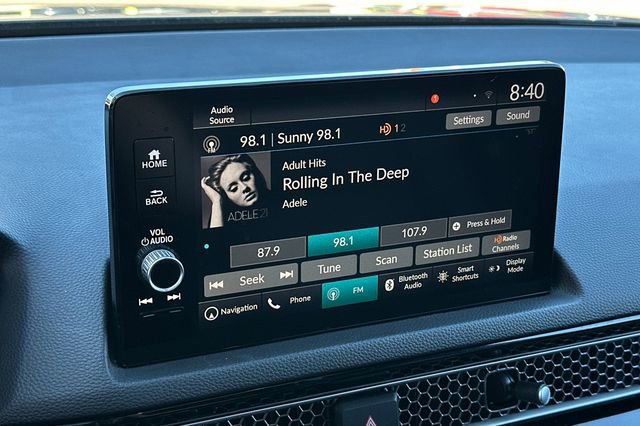 8:40
Audio
Source
Settings
Sound
98.1 | Sunny 98.1
HD 1 2
HOME
BACK
VOL
AUDIO
Adult Hits
Rolling In The Deep
Adele
ADELE 21
87.9
98.1
107.9
Press & Hold
Seek
Tune
Scan
Station List
HD Radio
Channels
Navigation
Phone
FM
Bluetooth
Audio
Smart
Shortcuts
Display
Mode